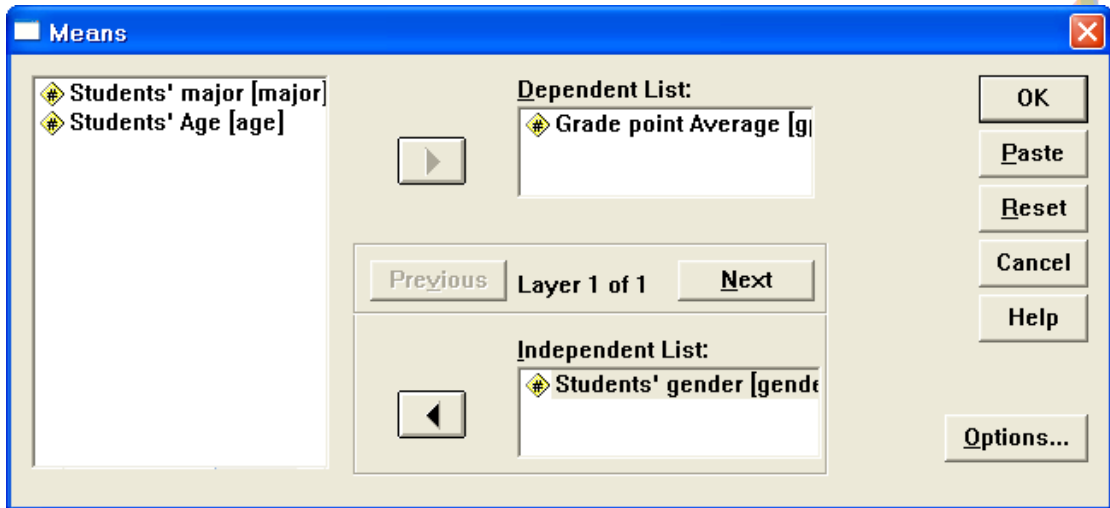 Means
Students' major [major]
Students' Age [age]
Dependent List:
Grade point Average [gp
Previous
Layer 1 of 1
Next
Independent List:
Students' gender [gende
OK
Paste
Reset
Cancel
Help
Options...